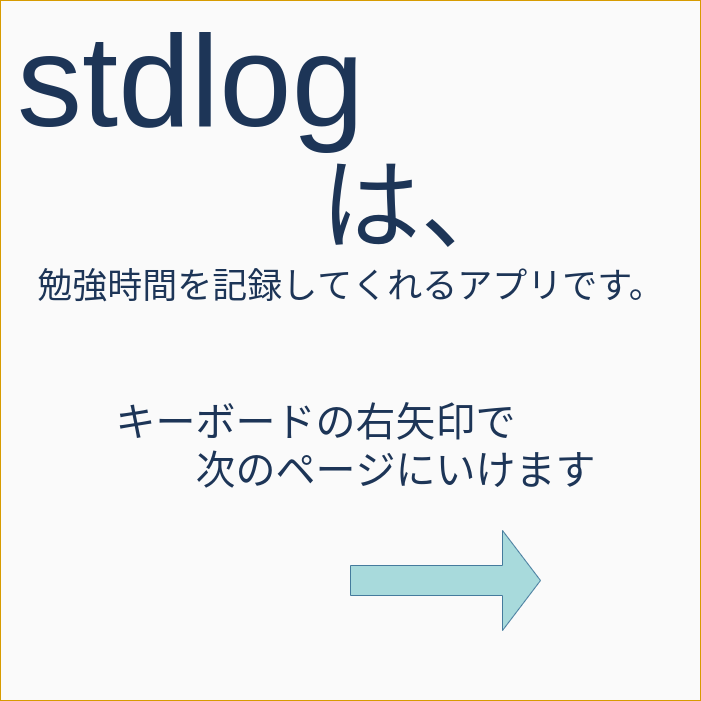 stdlog
は、
勉強時間を記録してくれるアプリです。
キーボードの右矢印で
次のページにいけます